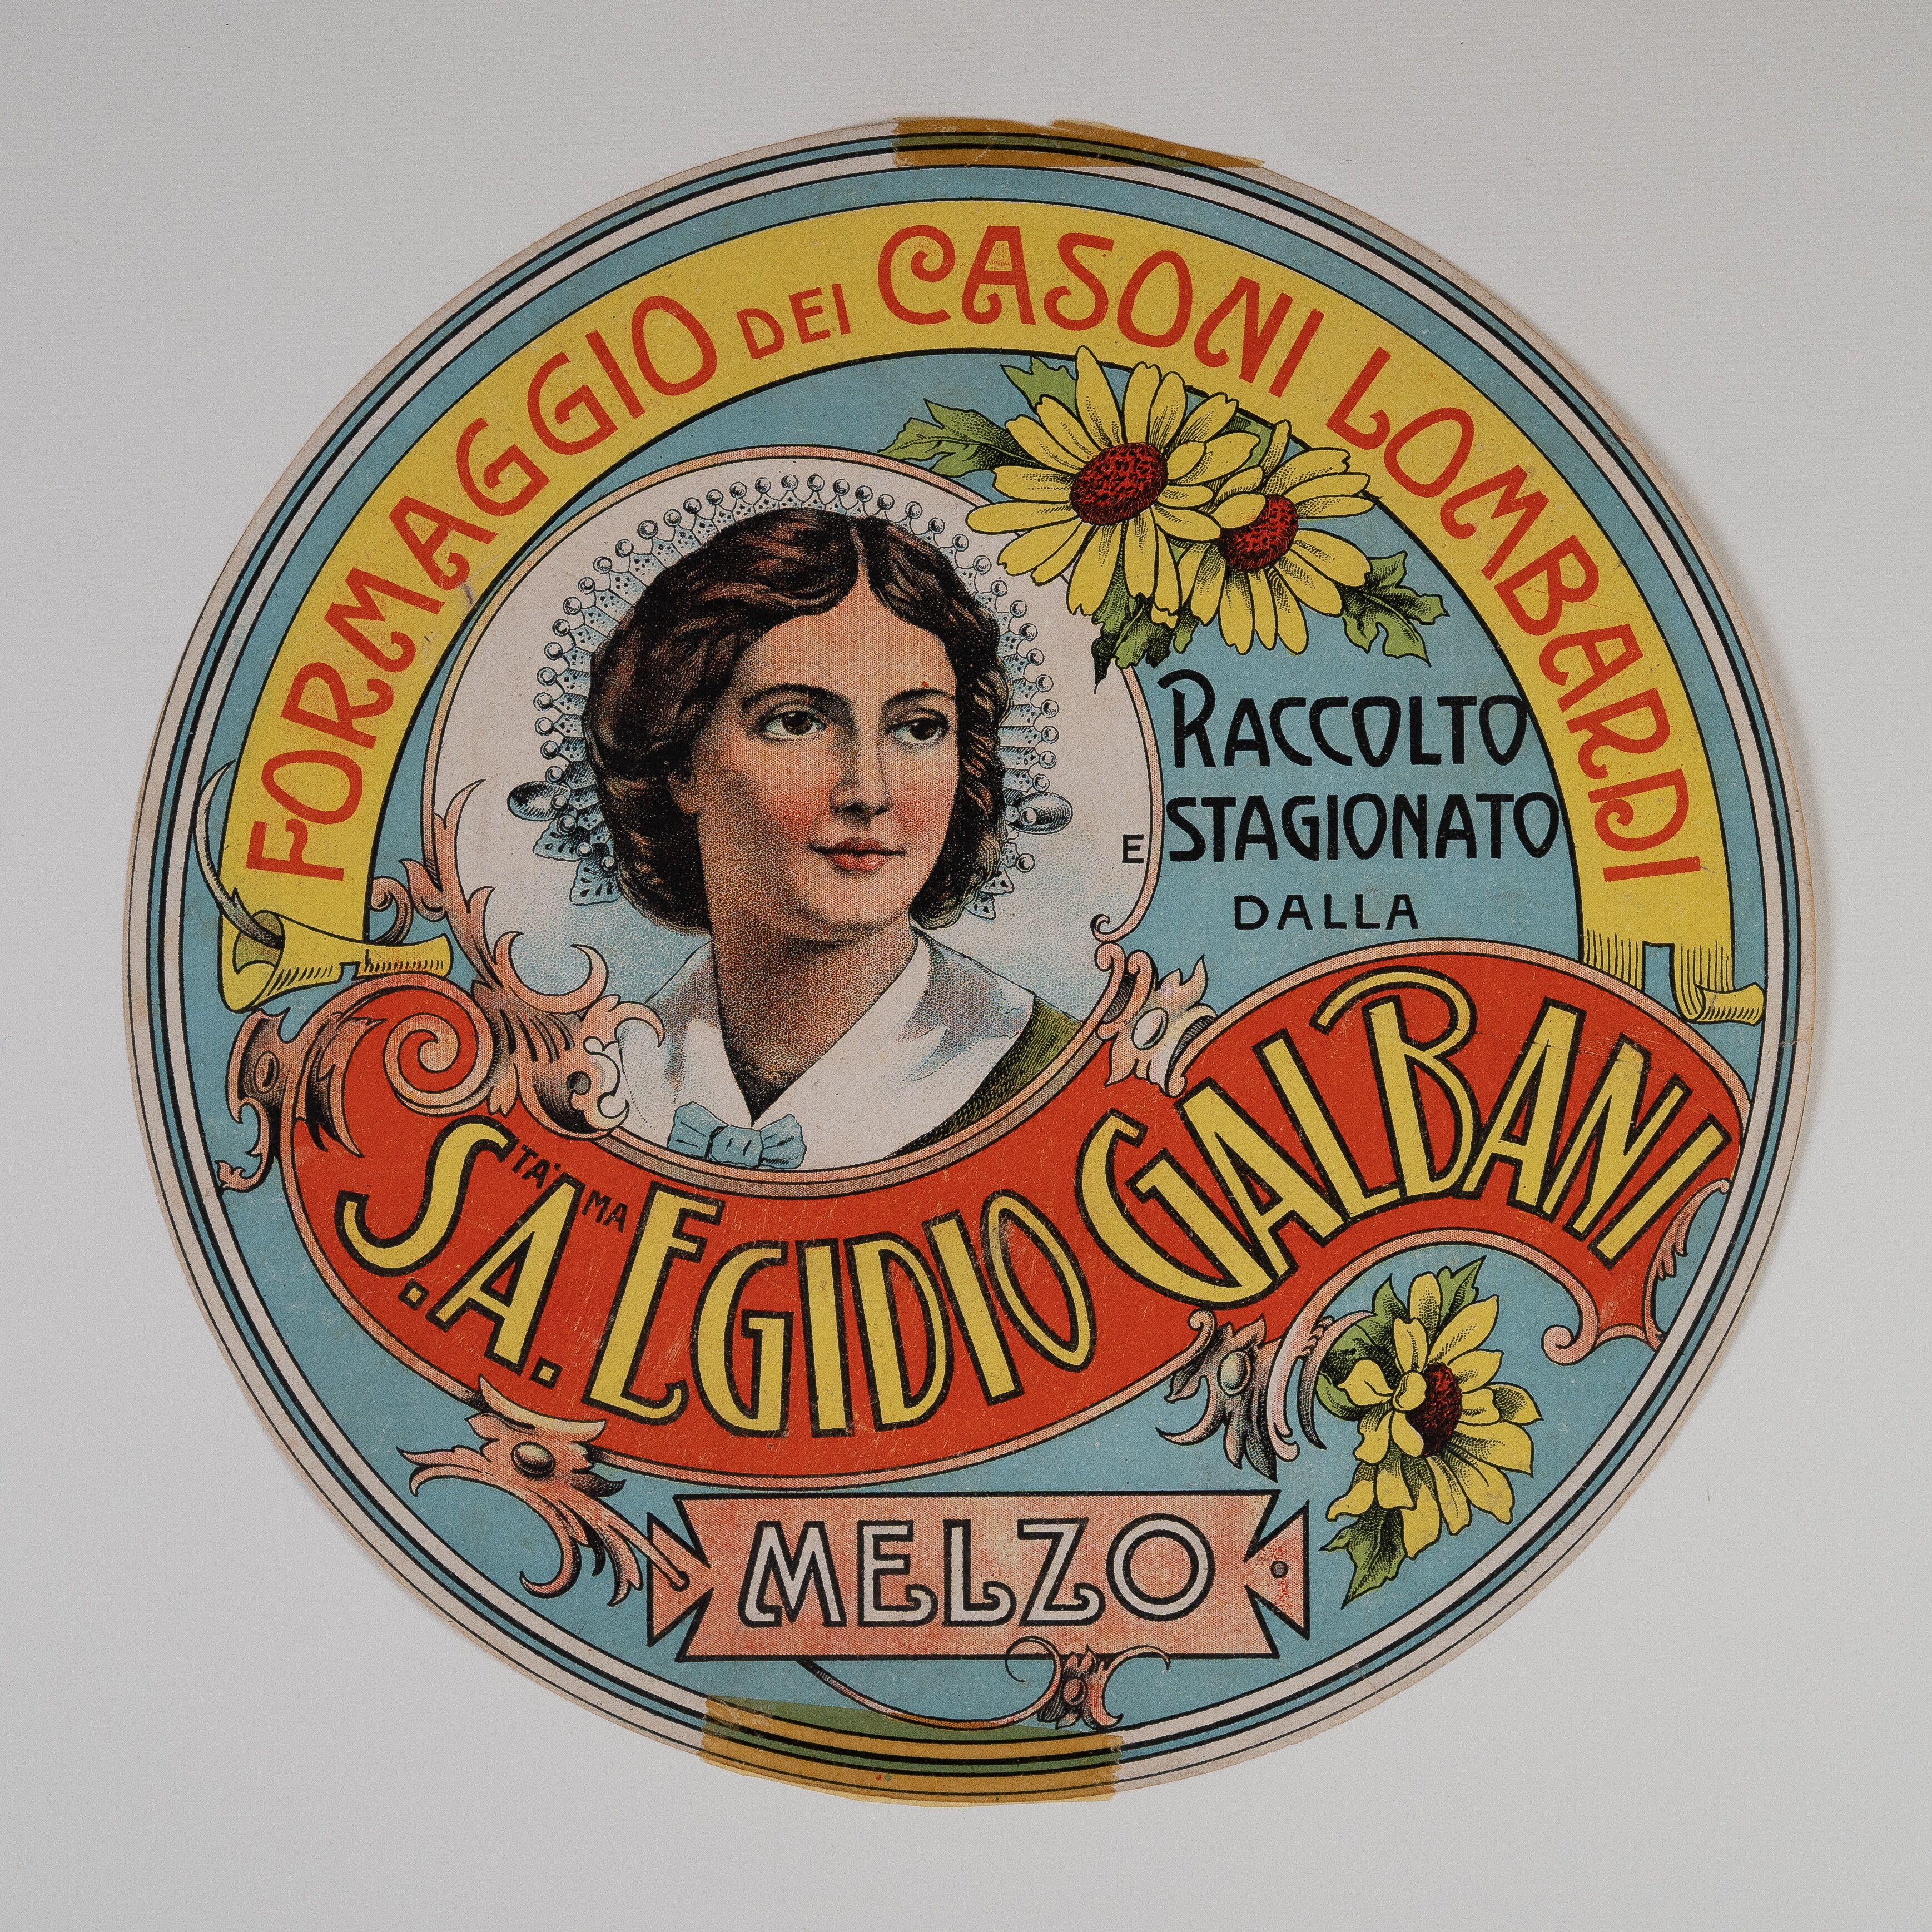 FORMAGGIO DEI CASONI LOMBARDI
RACCOLTO
E STAGIONATO
DALLA
S.TA' A.MA EGIDIO GALBANI
MELZO